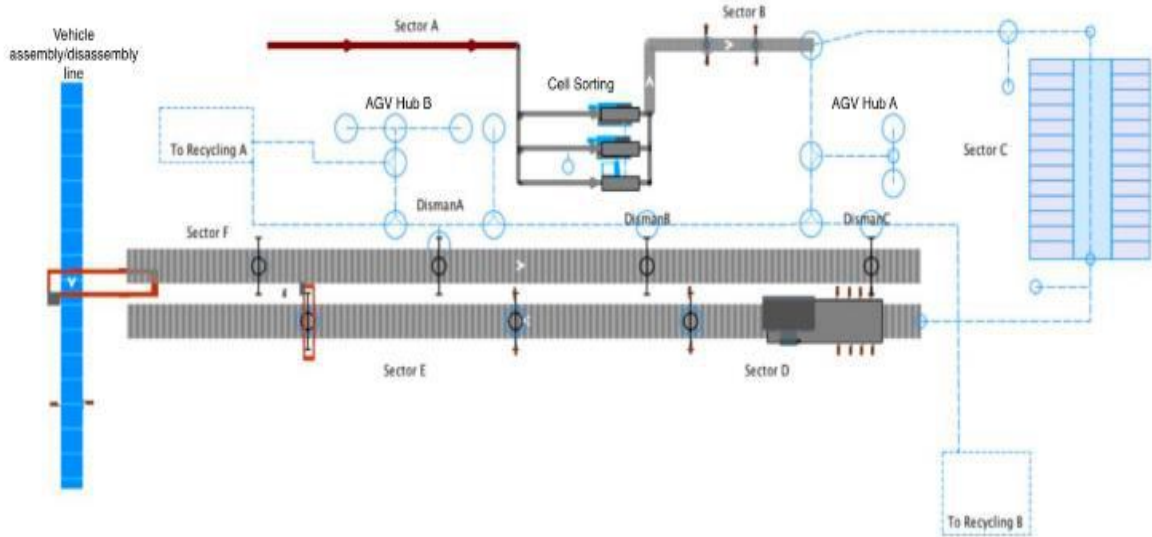 Vehicle
assembly/disassembly
line
Sector A
Sector B
Cell Sorting
AGV Hub B
AGV Hub A
To Recycling A
Sector C
DismanA
DismanB
DismanC
Sector F
Sector E
Sector D
To Recycling B